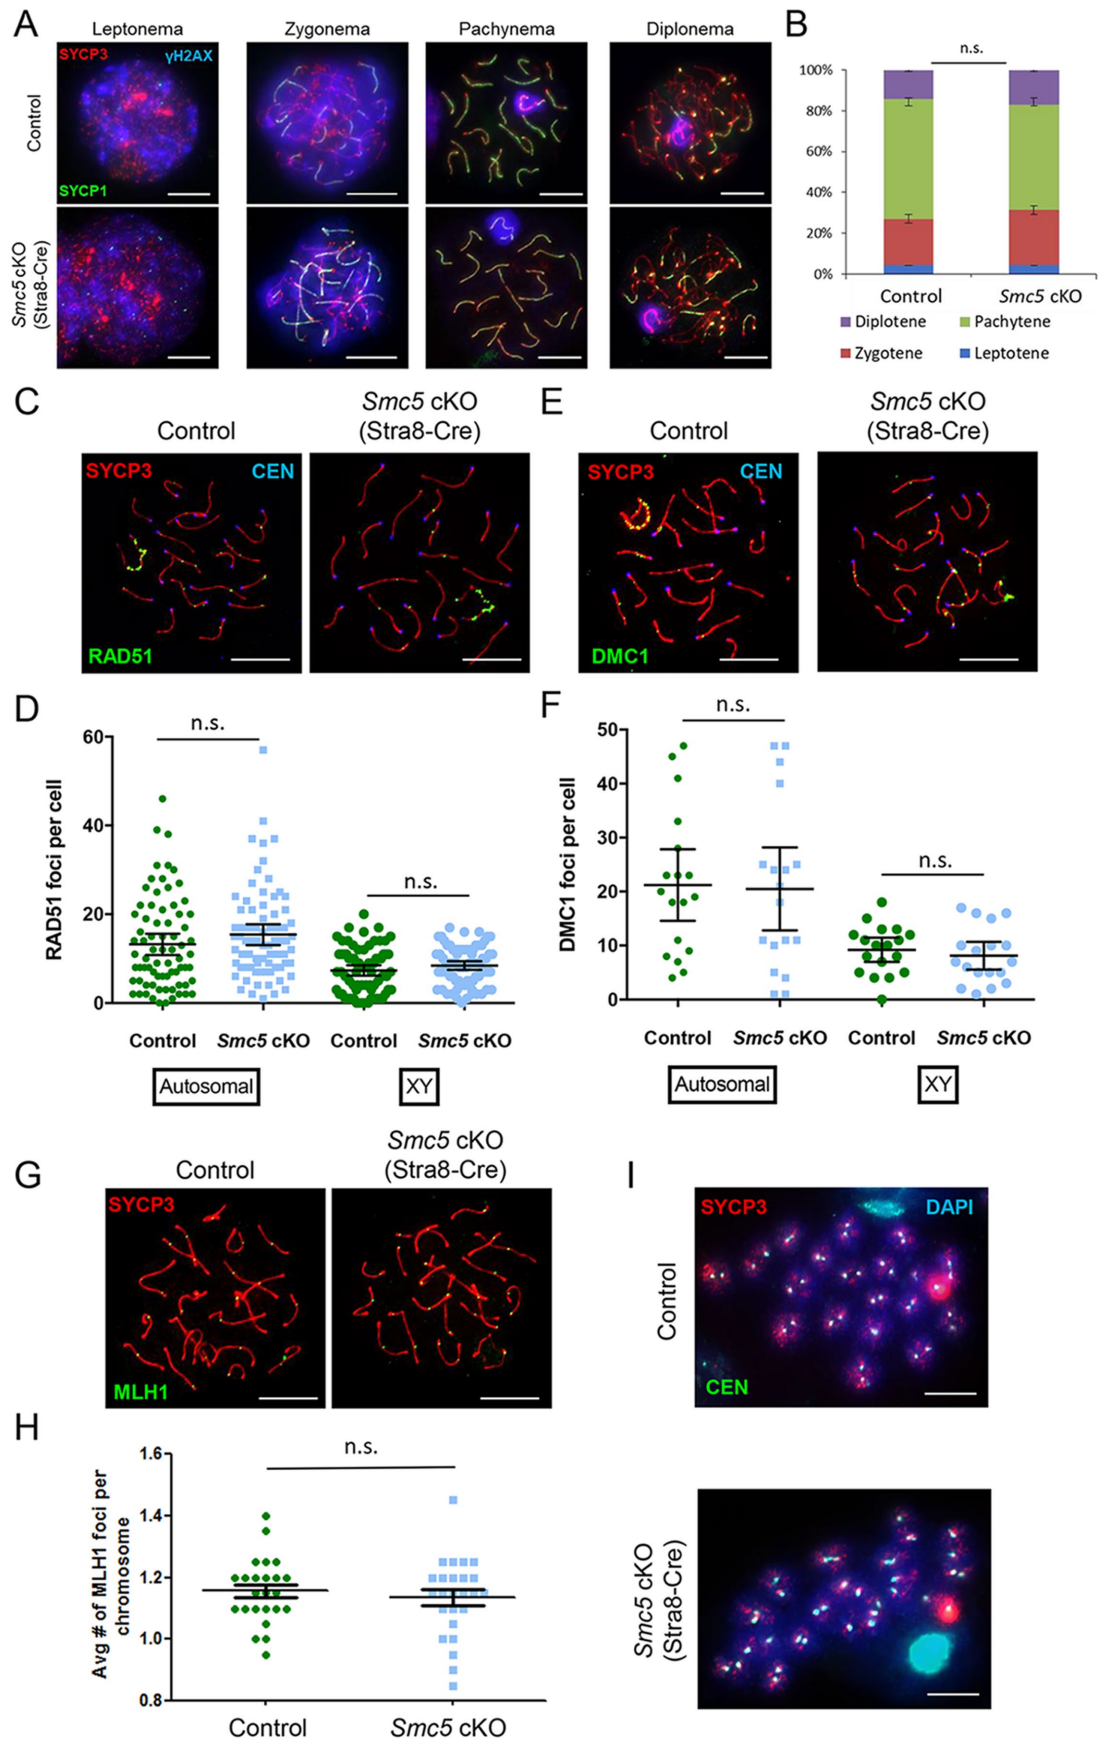 A
Leptonema
Zygonema
Pachynema
Diplonema
SYCP3
γH2AX
Control
SYCP1
Smc5 cKO
(Stra8-Cre)
B
n.s.
100%
80%
60%
40%
20%
0%
Control
Smc5 cKO
Diplotene
Pachytene
Zygotene
Leptotene
C
Control
Smc5 cKO
(Stra8-Cre)
SYCP3
CEN
RAD51
E
Control
Smc5 cKO
(Stra8-Cre)
SYCP3
CEN
DMC1
D
n.s.
n.s.
60
40
20
0
RAD51 foci per cell
Control
Smc5 cKO
Control
Smc5 cKO
Autosomal
XY
F
n.s.
n.s.
50
40
30
20
10
0
DMC1 foci per cell
Control
Smc5 cKO
Control
Smc5 cKO
Autosomal
XY
G
Control
Smc5 cKO
(Stra8-Cre)
SYCP3
MLH1
H
n.s.
1.6
1.4
1.2
1.0
0.8
Avg # of MLH1 foci per
chromosome
Control
Smc5 cKO
I
SYCP3
DAPI
CEN
Control
Smc5 cKO
(Stra8-Cre)